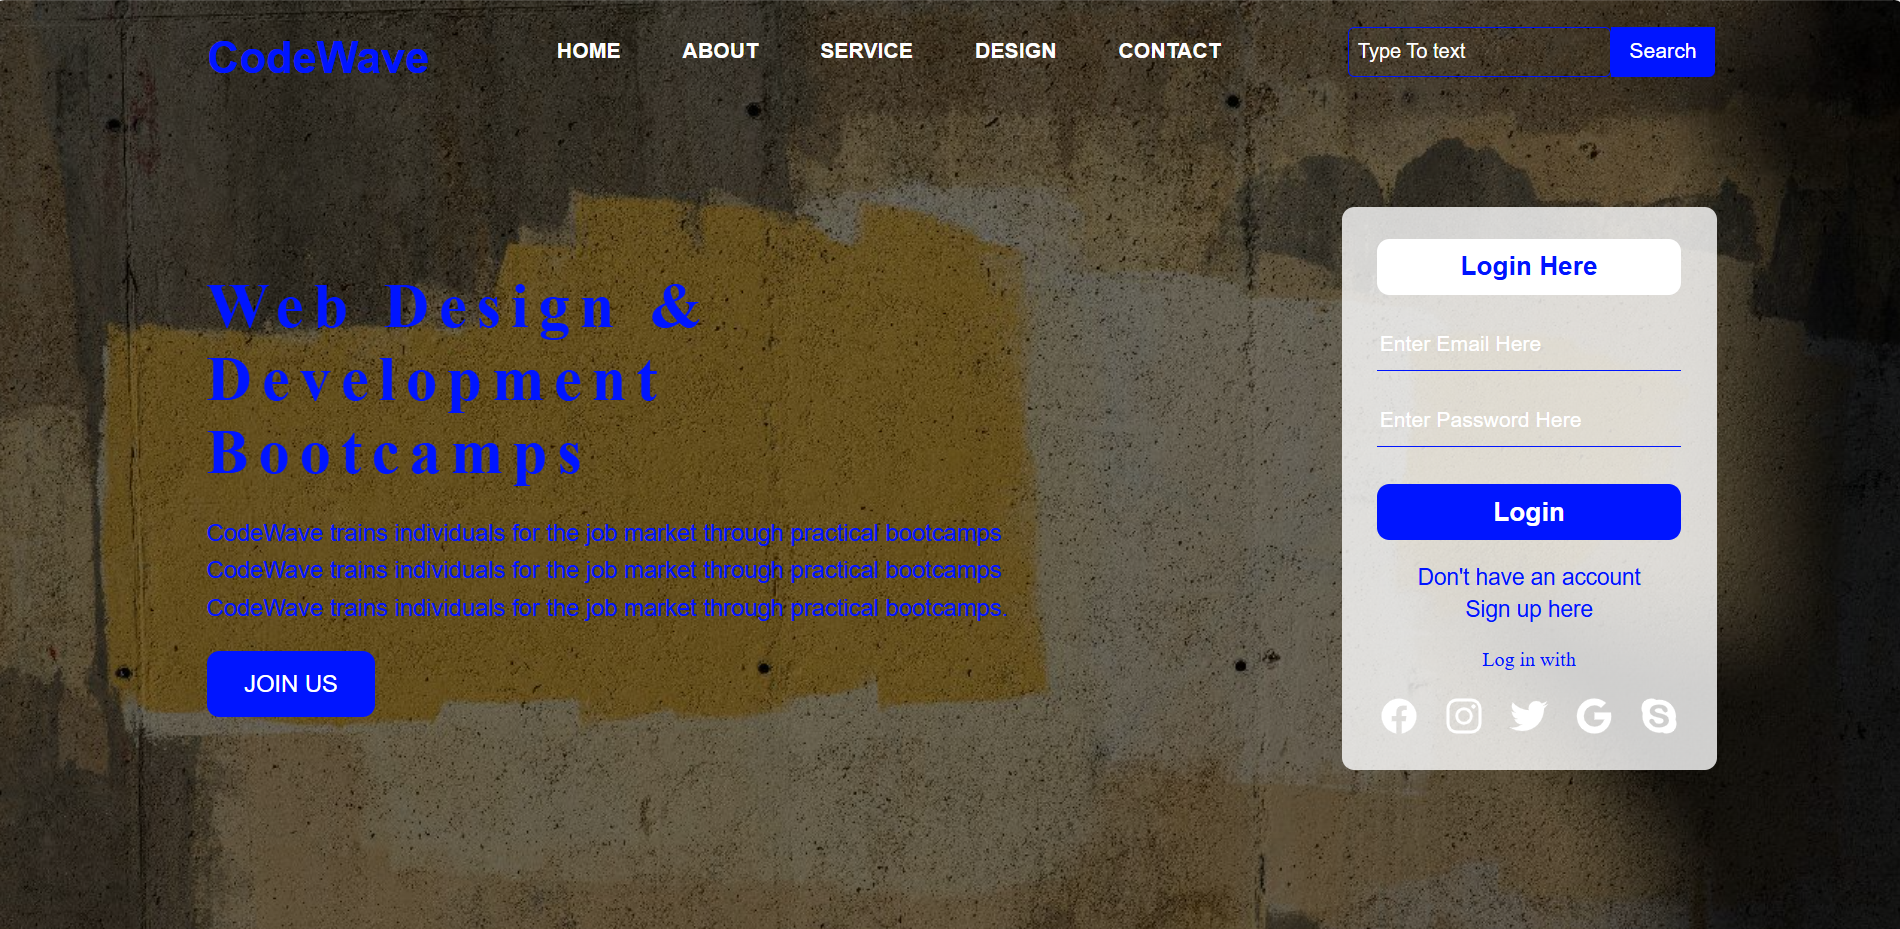 CodeWave
HOME ABOUT SERVICE DESIGN CONTACT
Type To text Search
Web Design &
Development
Bootcamps
CodeWave trains individuals for the job market through practical bootcamps
CodeWave trains individuals for the job market through practical bootcamps
CodeWave trains individuals for the job market through practical bootcamps.
JOIN US
Login Here
Enter Email Here
Enter Password Here
Login
Don't have an account
Sign up here
Log in with